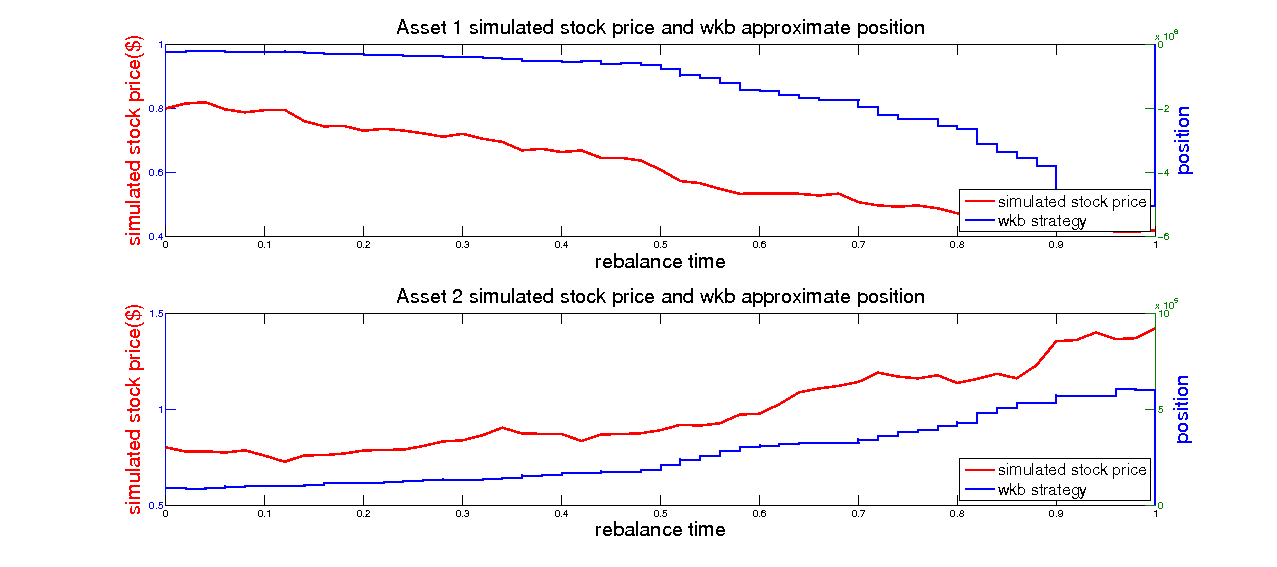 Asset 1 simulated stock price and wkb approximate position
simulated stock price($)
1
0.8
0.6
0.4
0
-2
-4
-6
position
simulated stock price
wkb strategy
0 0.1 0.2 0.3 0.4 0.5 0.6 0.7 0.8 0.9 1
rebalance time
Asset 2 simulated stock price and wkb approximate position
simulated stock price($)
1.5
1
0.5
10
5
0
position
simulated stock price
wkb strategy
0 0.1 0.2 0.3 0.4 0.5 0.6 0.7 0.8 0.9 1
rebalance time